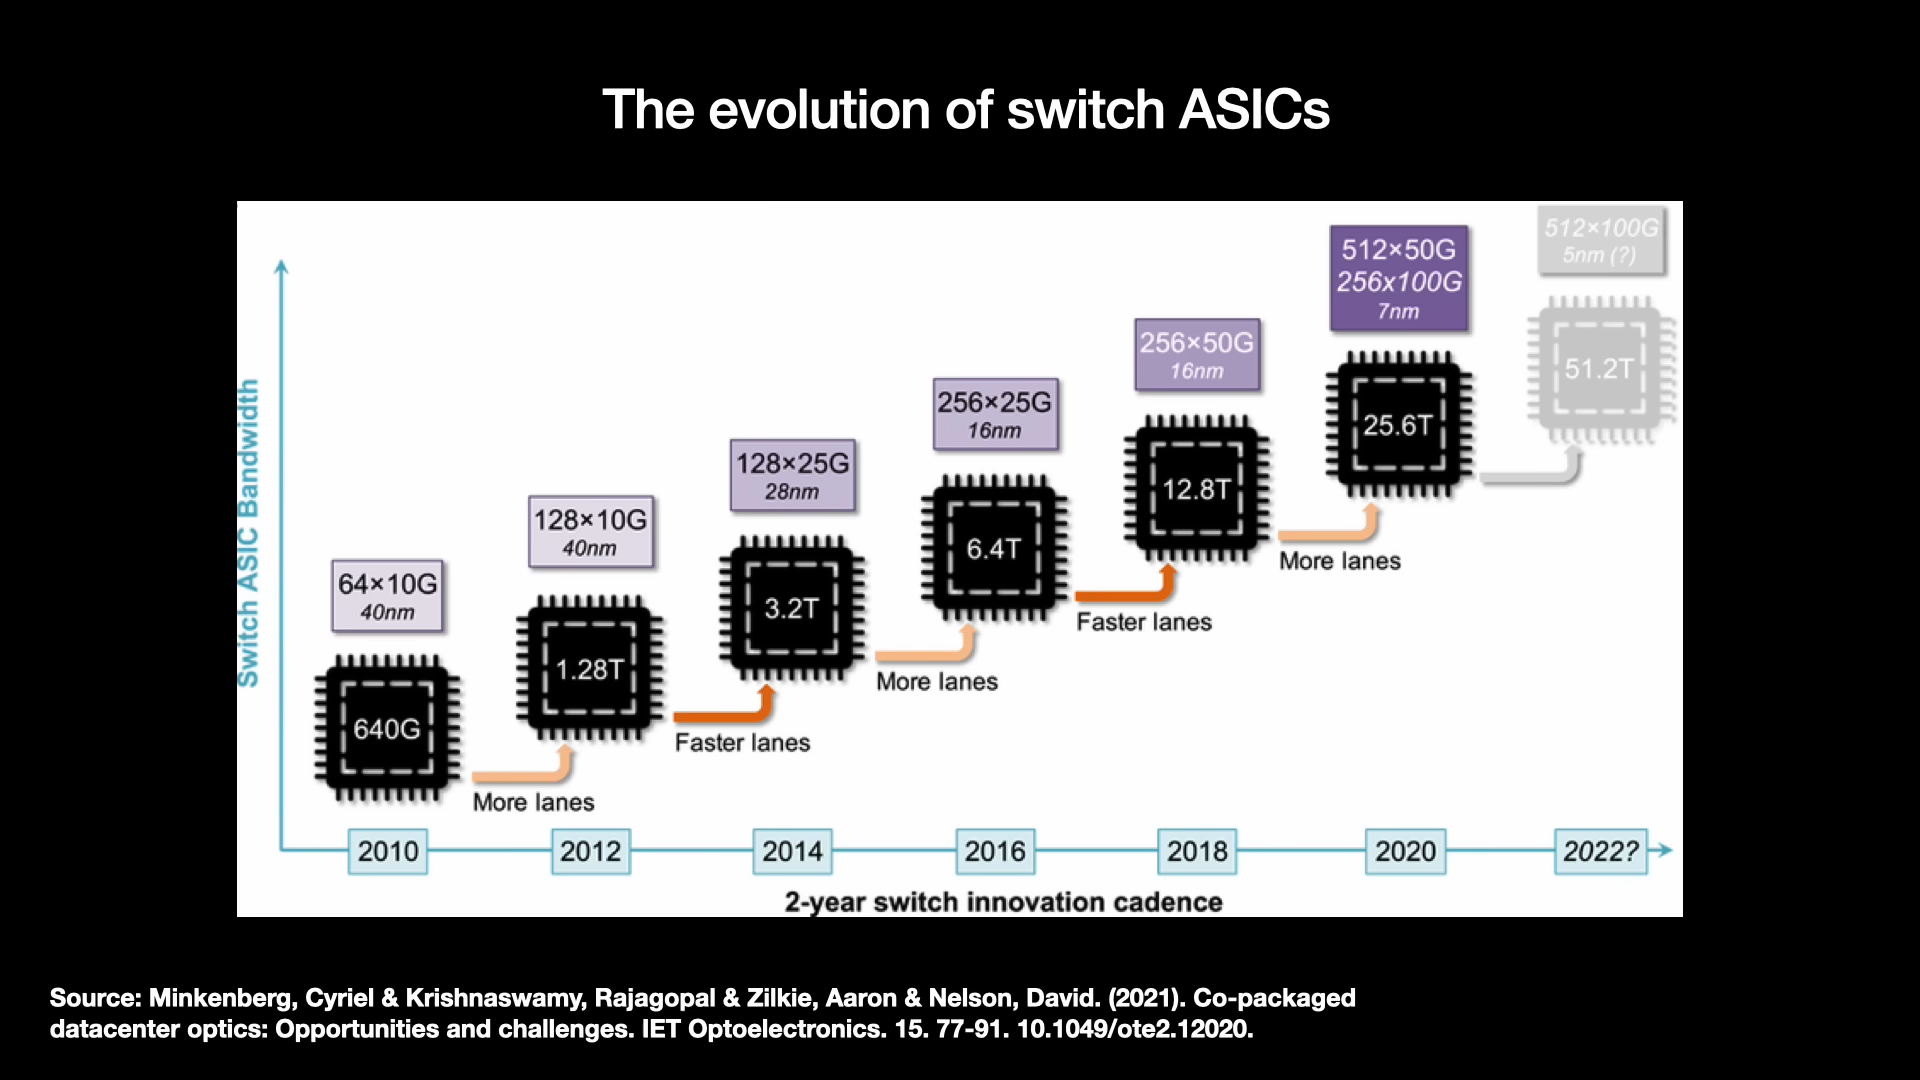 The evolution of switch ASICs
Switch ASIC Bandwidth
64×10G
40nm
640G
More lanes
128×10G
40nm
1.28T
Faster lanes
128×25G
28nm
3.2T
More lanes
256×25G
16nm
6.4T
Faster lanes
256×50G
16nm
12.8T
More lanes
512×50G
256x100G
7nm
25.6T
512×100G
5nm (?)
51.2T
2010
2012
2014
2016
2018
2020
2022?
2-year switch innovation cadence
Source: Minkenberg, Cyriel & Krishnaswamy, Rajagopal & Zilkie, Aaron & Nelson, David. (2021). Co-packaged
datacenter optics: Opportunities and challenges. IET Optoelectronics. 15. 77-91. 10.1049/ote2.12020.